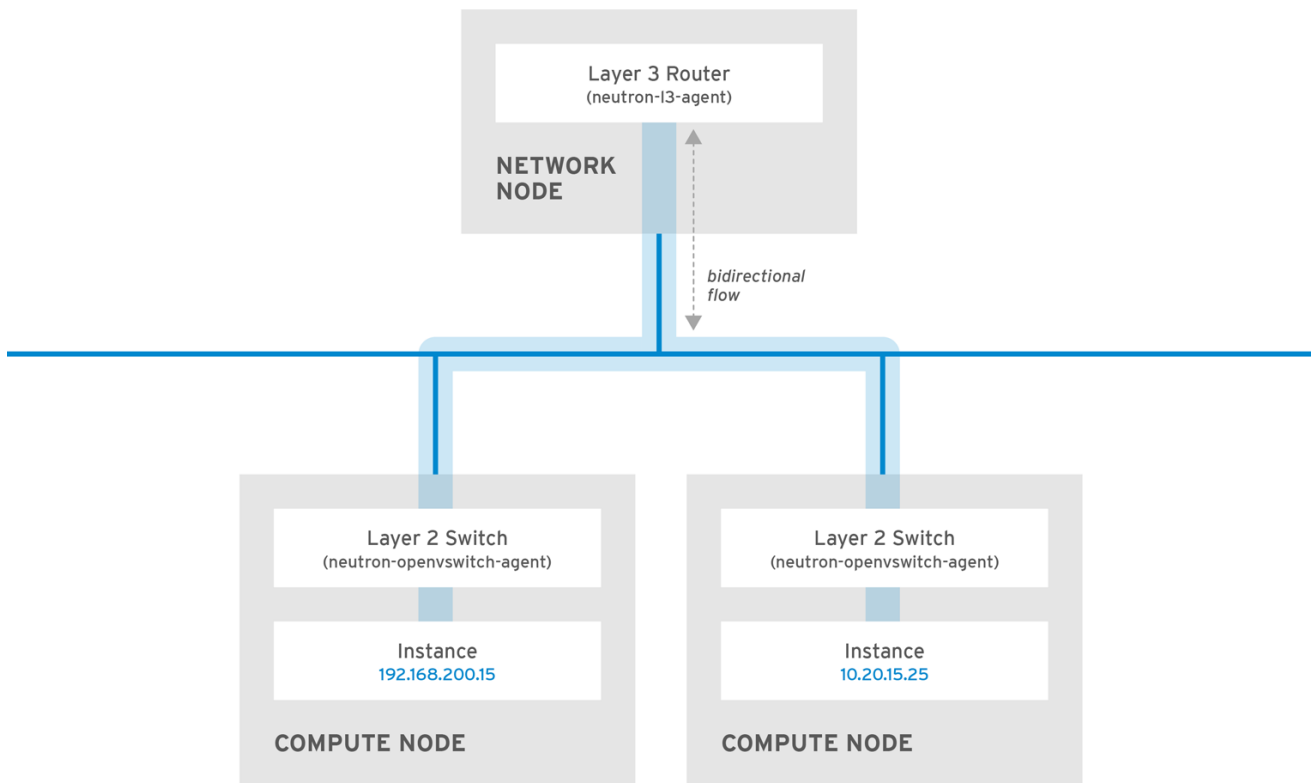 Layer 3 Router
(neutron-l3-agent)
NETWORK
NODE
bidirectional
flow
Layer 2 Switch
(neutron-openvswitch-agent)
Instance
192.168.200.15
COMPUTE NODE
Layer 2 Switch
(neutron-openvswitch-agent)
Instance
10.20.15.25
COMPUTE NODE